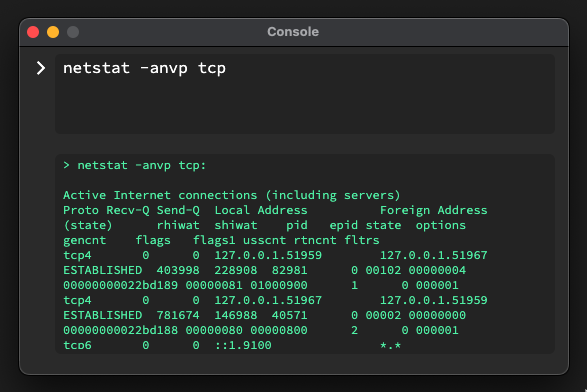 Console
netstat -anvp tcp
> netstat -anvp tcp:
Active Internet connections (including servers)
Proto Recv-Q Send-Q  Local Address          Foreign Address
(state)      rhiwat  shiwat    pid   epid state  options
gencnt    flags   flags1 usscnt rtncnt fltrs
tcp4       0      0  127.0.0.1.51959        127.0.0.1.51967
ESTABLISHED  403998  228908  82981      0 00102 00000004
00000000022bd189 00000081 01000900      1      0 000001
tcp4       0      0  127.0.0.1.51967        127.0.0.1.51959
ESTABLISHED  781674  146988  40571      0 00002 00000000
00000000022bd188 00000080 00000800      2      0 000001
tcp6       0      0  ::1.9100               *.*